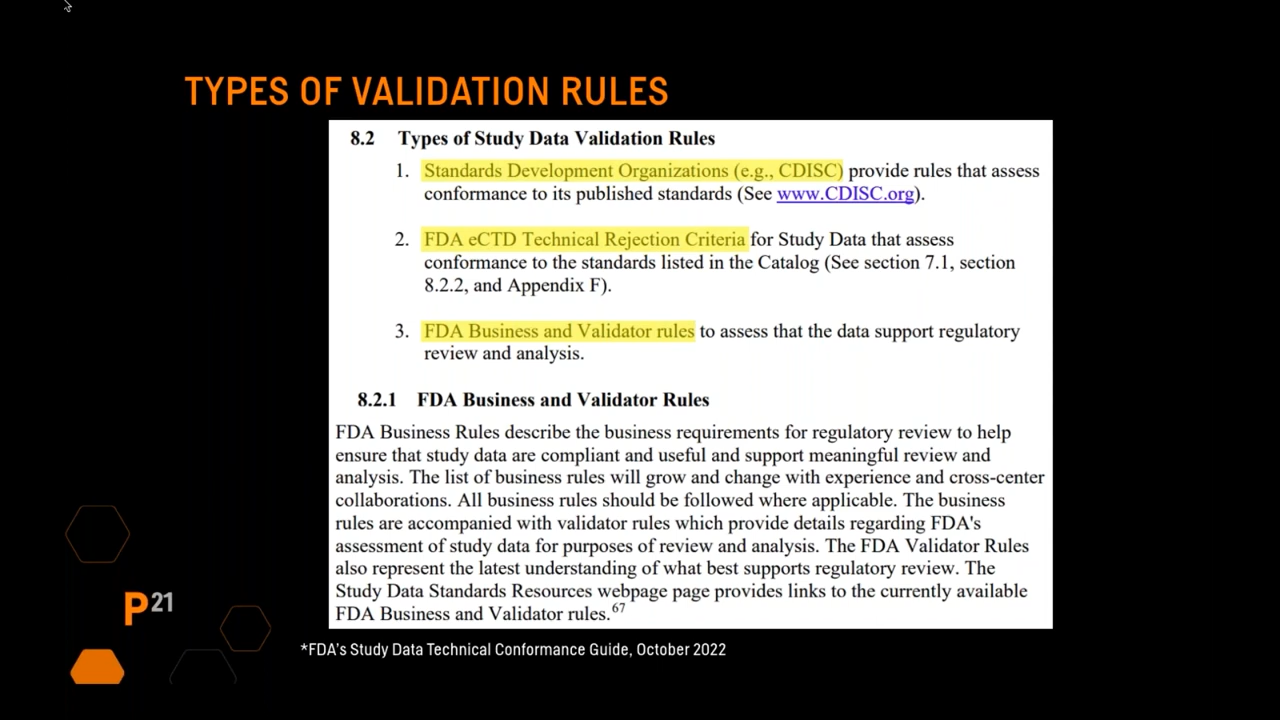 TYPES OF VALIDATION RULES
8.2 Types of Study Data Validation Rules
1. Standards Development Organizations (e.g., CDISC) provide rules that assess
conformance to its published standards (See www.CDISC.org).
2. FDA eCTD Technical Rejection Criteria for Study Data that assess
conformance to the standards listed in the Catalog (See section 7.1, section
8.2.2, and Appendix F).
3. FDA Business and Validator rules to assess that the data support regulatory
review and analysis.
8.2.1 FDA Business and Validator Rules
FDA Business Rules describe the business requirements for regulatory review to help
ensure that study data are compliant and useful and support meaningful review and
analysis. The list of business rules will grow and change with experience and cross-center
collaborations. All business rules should be followed where applicable. The business
rules are accompanied with validator rules which provide details regarding FDA's
assessment of study data for purposes of review and analysis. The FDA Validator Rules
also represent the latest understanding of what best supports regulatory review. The
Study Data Standards Resources webpage page provides links to the currently available
FDA Business and Validator rules.67
P21
*FDA's Study Data Technical Conformance Guide, October 2022